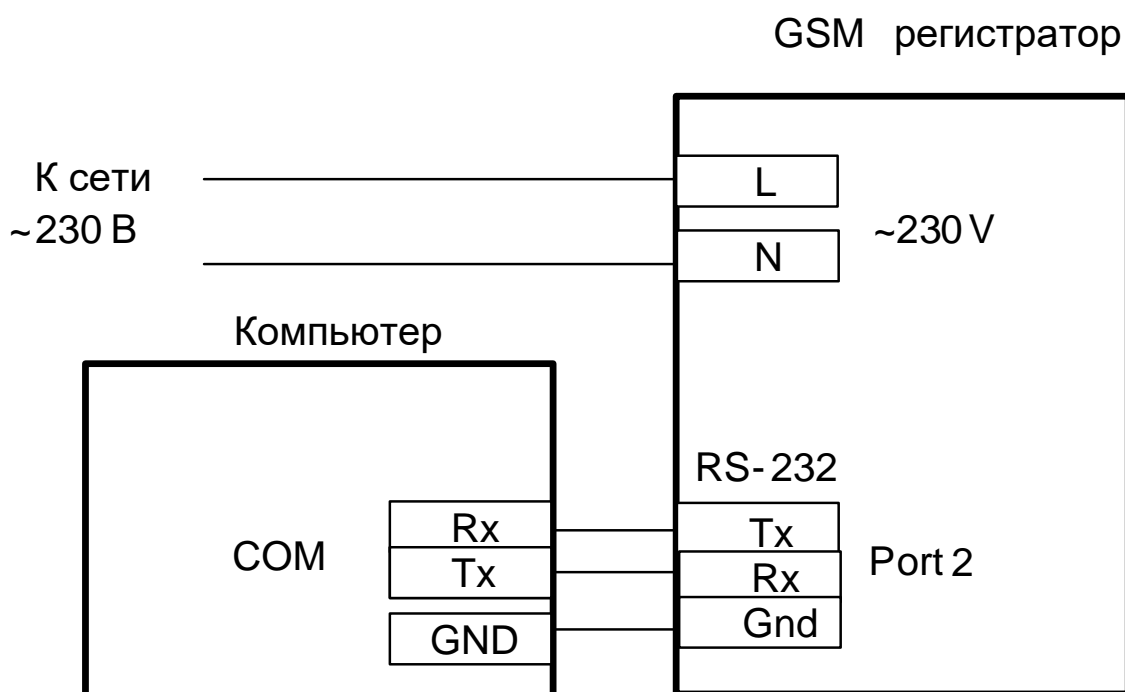 GSM регистратор
К сети
~230 В
L
N
~230 V
Компьютер
RS-232
COM
Rx
Tx
GND
Tx
Rx
Gnd
Port 2